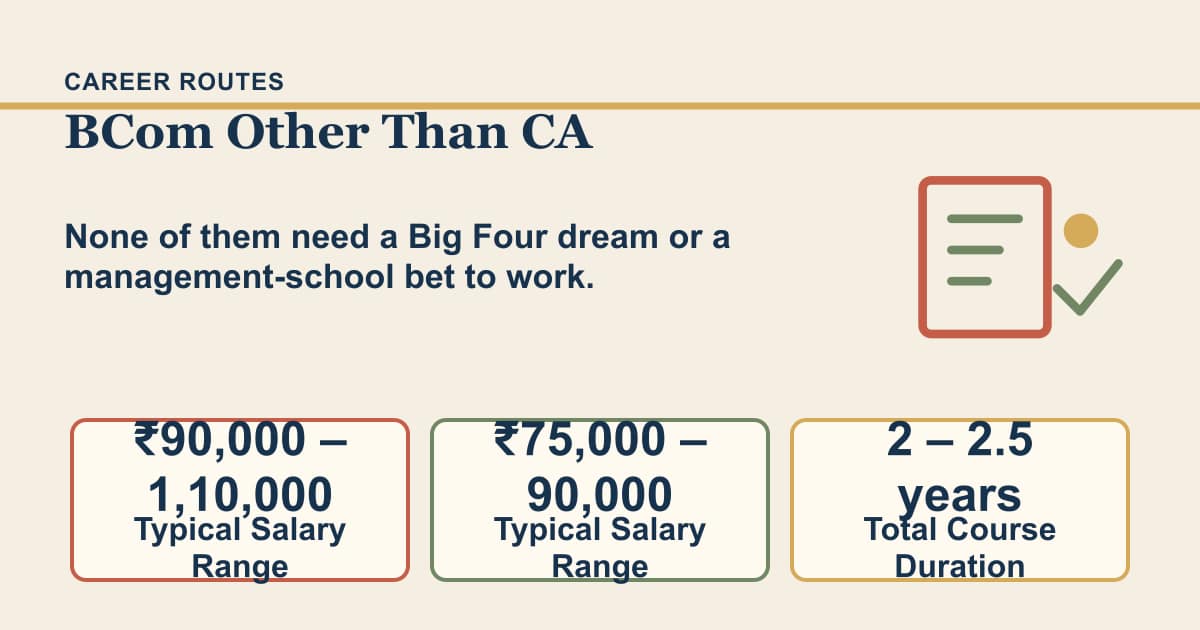 CAREER ROUTES
BCom Other Than CA
None of them need a Big Four dream or a
management-school bet to work.
₹90,000 –
1,10,000
Typical Salary
Range
₹75,000 –
90,000
Typical Salary
Range
2 – 2.5
years
Total Course
Duration